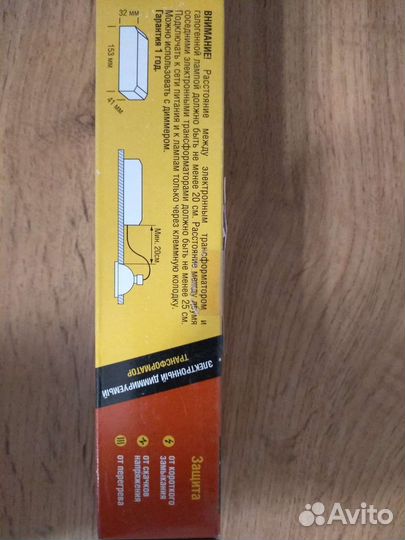 ВНИМАНИЕ! Расстояние между электронным трансформатором и
галогенной лампой должно быть не менее 20 см. Расстояние между двумя
соседними электронными трансформаторами должно быть не менее 25 см.
Подключать к сети питания и к лампам только через клеммную колодку.
Можно использовать с диммером.
Гарантия 1 год.
32 мм
153 мм
41 мм
Мин. 20см.
ЭЛЕКТРОННЫЙ ДИММИРУЕМЫЙ
ТРАНСФОРМАТОР
Защита
от короткого
замыкания
от скачков
напряжения
от перегрева
Avito